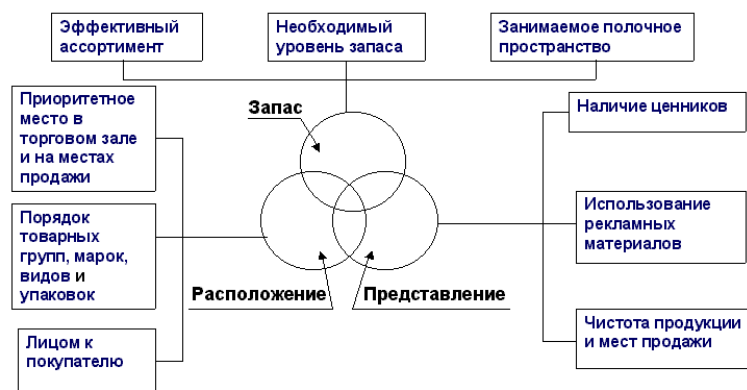 Эффективный
ассортимент
Необходимый
уровень запаса
Занимаемое полочное
пространство
Приоритетное
место в
торговом зале
и на местах
продажи
Запас
Наличие ценников
Порядок
товарных
групп, марок,
видов и
упаковок
Использование
рекламных
материалов
Расположение
Представление
Лицом к
покупателю
Чистота продукции
и мест продажи